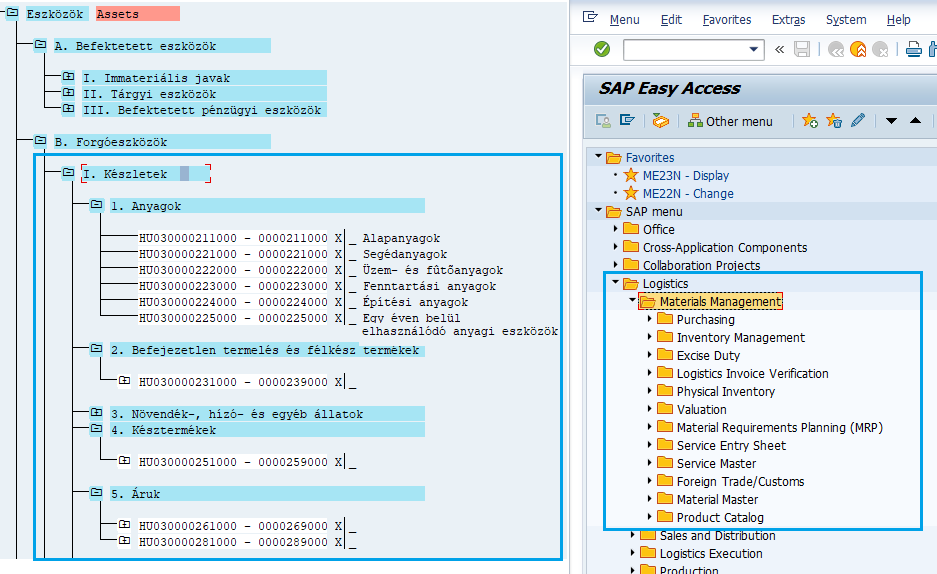 Eszközök Assets
A. Befektetett eszközök
I. Immateriális javak
II. Tárgyi eszközök
III. Befektetett pénzügyi eszközök
B. Forgóeszközök
I. Készletek
1. Anyagok
HU030000211000 - 0000211000 X _ Alapanyagok
HU030000221000 - 0000221000 X _ Segédanyagok
HU030000222000 - 0000222000 X _ Üzem- és fűtőanyagok
HU030000223000 - 0000223000 X _ Fenntartási anyagok
HU030000224000 - 0000224000 X _ Építési anyagok
HU030000225000 - 0000225000 X _ Egy éven belül
elhasználódó anyagi eszközök
2. Befejezetlen termelés és félkész termékek
HU030000231000 - 0000239000 X _
3. Növendék-, hízó- és egyéb állatok
4. Késztermékek
HU030000251000 - 0000259000 X _
5. Áruk
HU030000261000 - 0000269000 X _
HU030000281000 - 0000289000 X _
Menu Edit Favorites Extras System Help
SAP Easy Access
Other menu
Favorites
ME23N - Display
ME22N - Change
SAP menu
Office
Cross-Application Components
Collaboration Projects
Logistics
Materials Management
Purchasing
Inventory Management
Excise Duty
Logistics Invoice Verification
Physical Inventory
Valuation
Material Requirements Planning (MRP)
Service Entry Sheet
Service Master
Foreign Trade/Customs
Material Master
Product Catalog
Sales and Distribution
Logistics Execution
Production